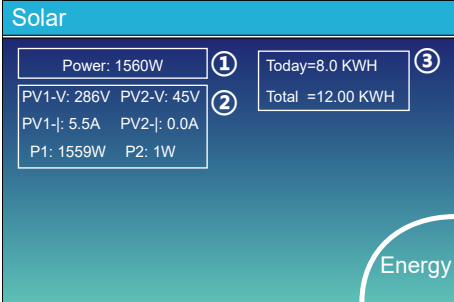 Solar
Power: 1560W
①
PV1-V: 286V PV2-V: 45V
②
PV1-|: 5.5A PV2-|: 0.0A
P1: 1559W P2: 1W
Today=8.0 KWH
③
Total =12.00 KWH
Energy